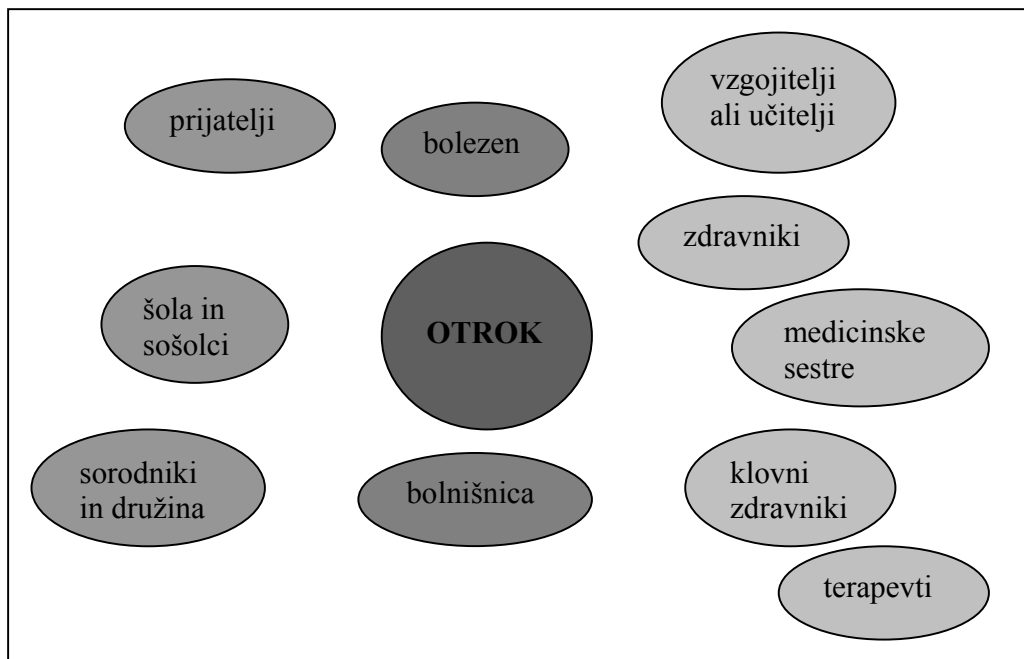 prijatelji
bolezen
vzgojitelji
ali učitelji
zdravniki
šola in
sošolci
OTROK
medicinske
sestre
sorodniki
in družina
bolnišnica
klovni
zdravniki
terapevti